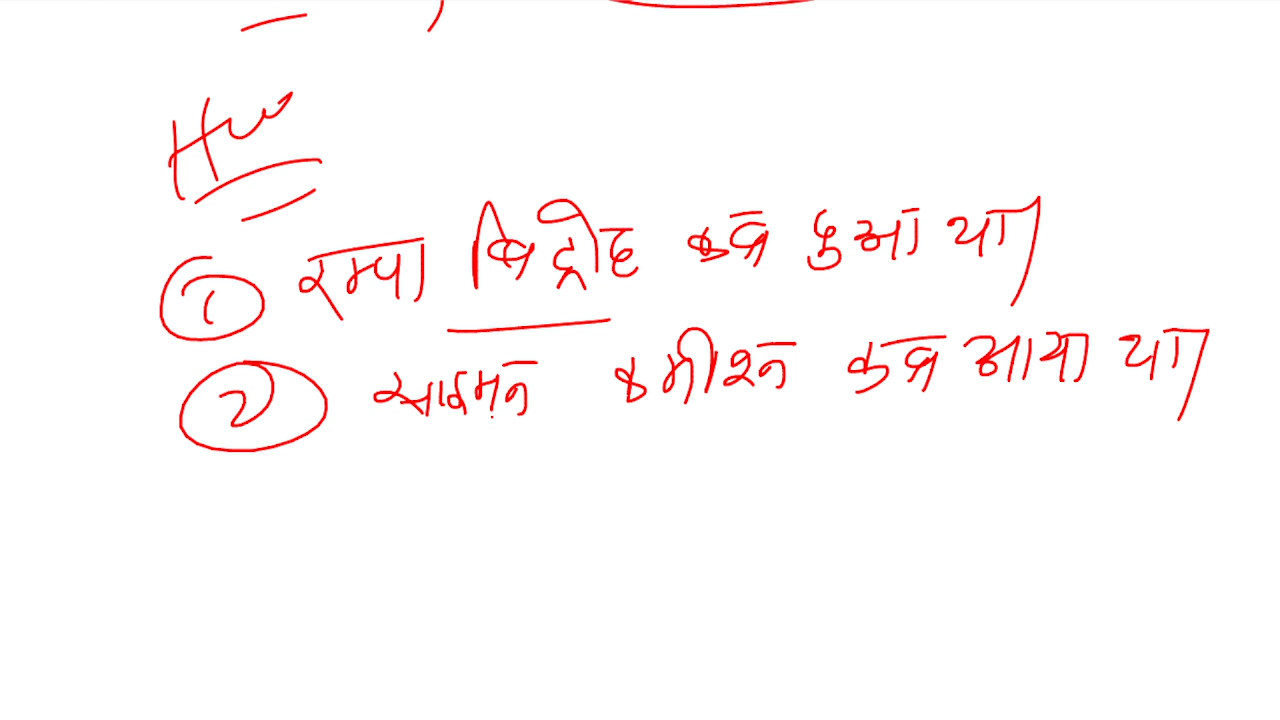 Hw
① रम्पा विद्रोह कब हुआ था
② साइमन कमीशन कब आया था